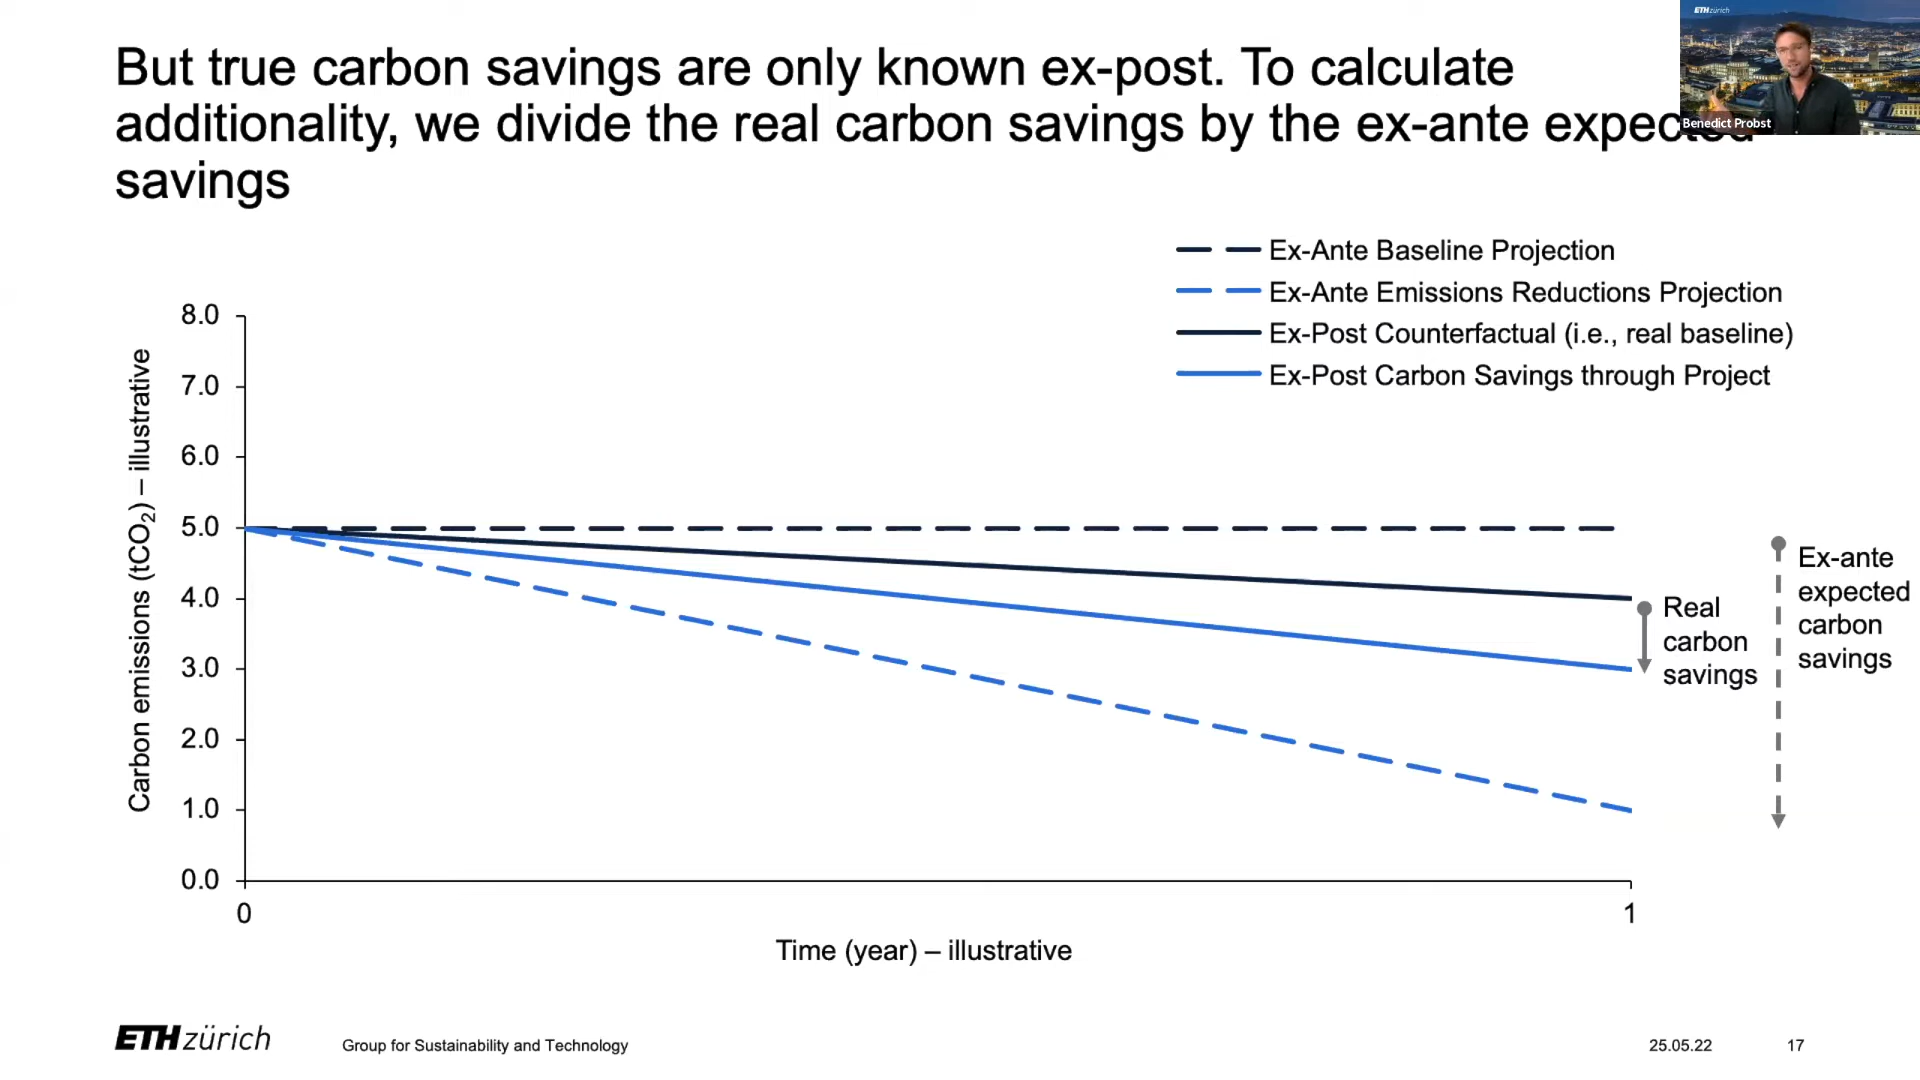 But true carbon savings are only known ex-post. To calculate
additionality, we divide the real carbon savings by the ex-ante expected
savings
ETH zürich
Benedict Probst
Ex-Ante Baseline Projection
Ex-Ante Emissions Reductions Projection
Ex-Post Counterfactual (i.e., real baseline)
Ex-Post Carbon Savings through Project
Carbon emissions (tCO₂) – illustrative
8.0
7.0
6.0
5.0
4.0
3.0
2.0
1.0
0.0
0
1
Time (year) – illustrative
Real
carbon
savings
Ex-ante
expected
carbon
savings
ETH zürich
Group for Sustainability and Technology
25.05.22
17